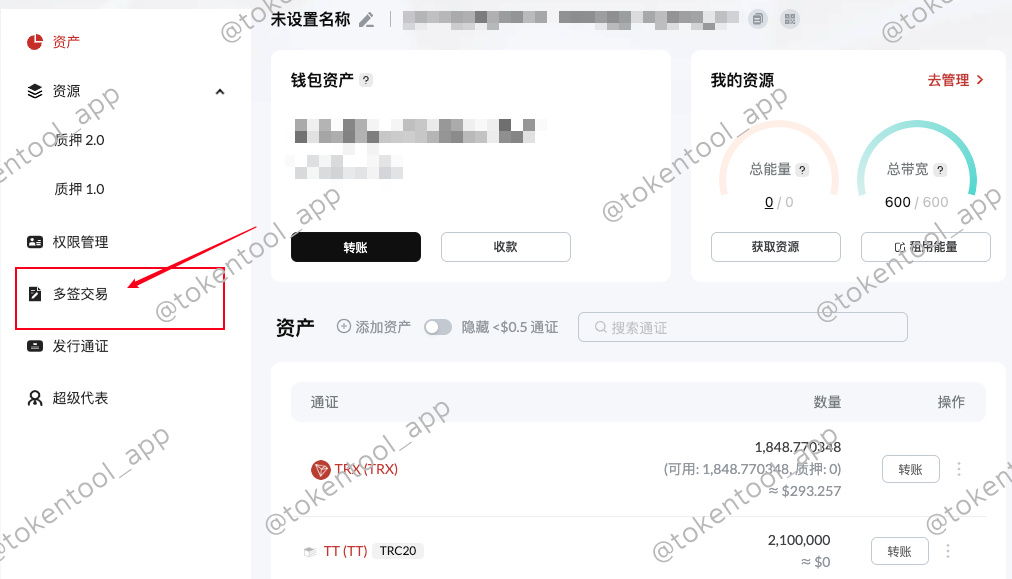 资产
资源
质押 2.0
质押 1.0
权限管理
多签交易
发行通证
超级代表
未设置名称
钱包资产 ?
转账
收款
我的资源
去管理 >
总能量 ?
0 / 0
总带宽 ?
600 / 600
获取资源
租用能量
资产
添加资产
隐藏 <$0.5 通证
搜索通证
通证
数量
操作
TRX (TRX)
1,848.770348
(可用: 1,848.770348, 质押: 0)
≈ $293.257
转账
TT (TT)
TRC20
2,100,000
≈ $0
转账
@tokentool_app
@tokentool_app
@tokentool_app
@tokentool_app
@tokentool_app
@tokentool_app
@tokentool_app
@tokentool_app